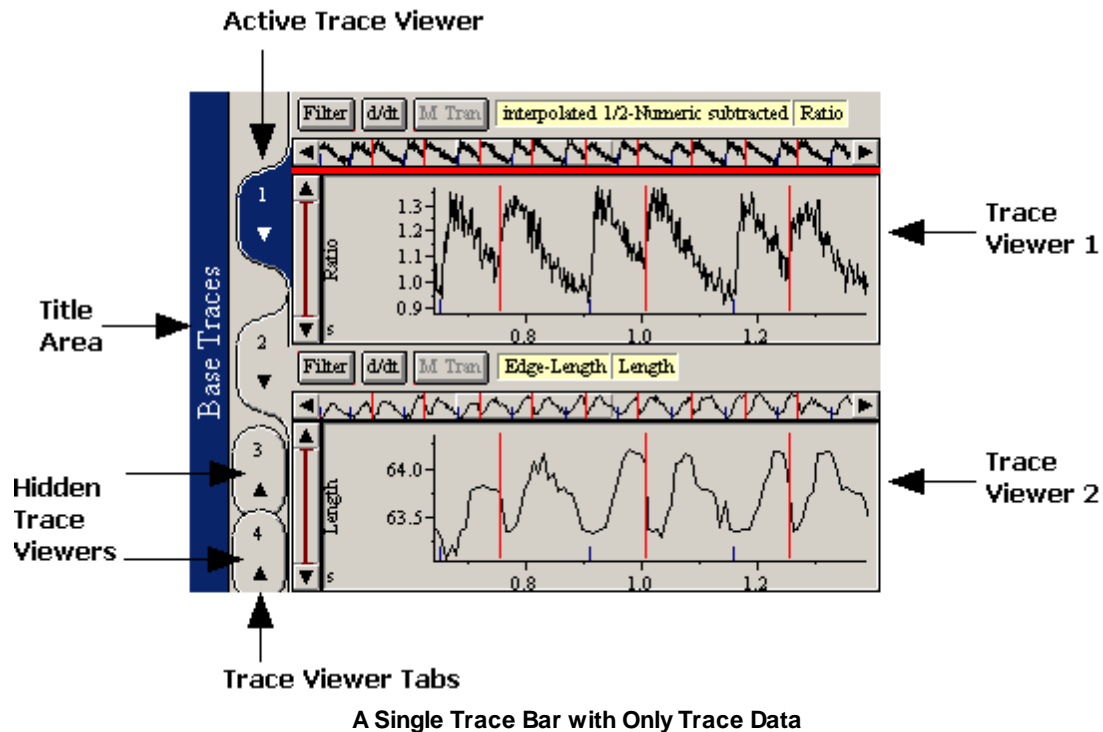 Active Trace Viewer
Filter d/dt M Tran interpolated 1/2-Numeric subtracted Ratio
1
1.3
1.2
1.1
1.0
0.9
Ratio
s
0.8 1.0 1.2
Trace
Viewer 1
Title
Area
Base Traces
2
Filter d/dt M Tran Edge-Length Length
3
64.0
63.5
Length
s
0.8 1.0 1.2
Trace
Viewer 2
Hidden
Trace
Viewers
4
Trace Viewer Tabs
A Single Trace Bar with Only Trace Data